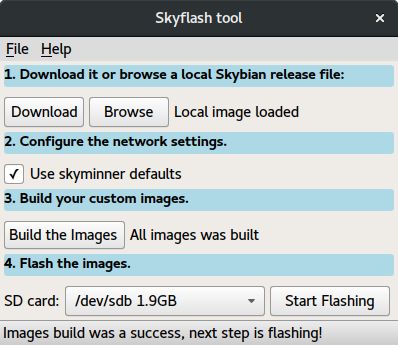 Skyflash tool
File Help
1. Download it or browse a local Skybian release file:
Download Browse Local image loaded
2. Configure the network settings.
Use skyminner defaults
3. Build your custom images.
Build the Images All images was built
4. Flash the images.
SD card: /dev/sdb 1.9GB Start Flashing
Images build was a success, next step is flashing!